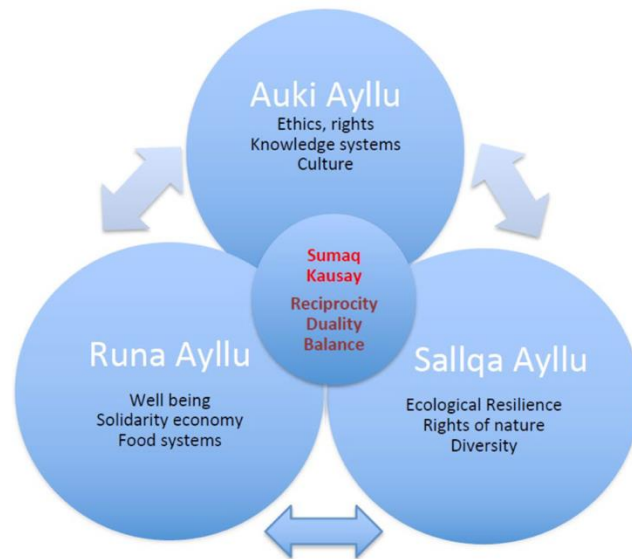 Auki Ayllu
Ethics, rights
Knowledge systems
Culture
Sumaq
Kausay
Reciprocity
Duality
Balance
Runa Ayllu
Well being
Solidarity economy
Food systems
Sallqa Ayllu
Ecological Resilience
Rights of nature
Diversity